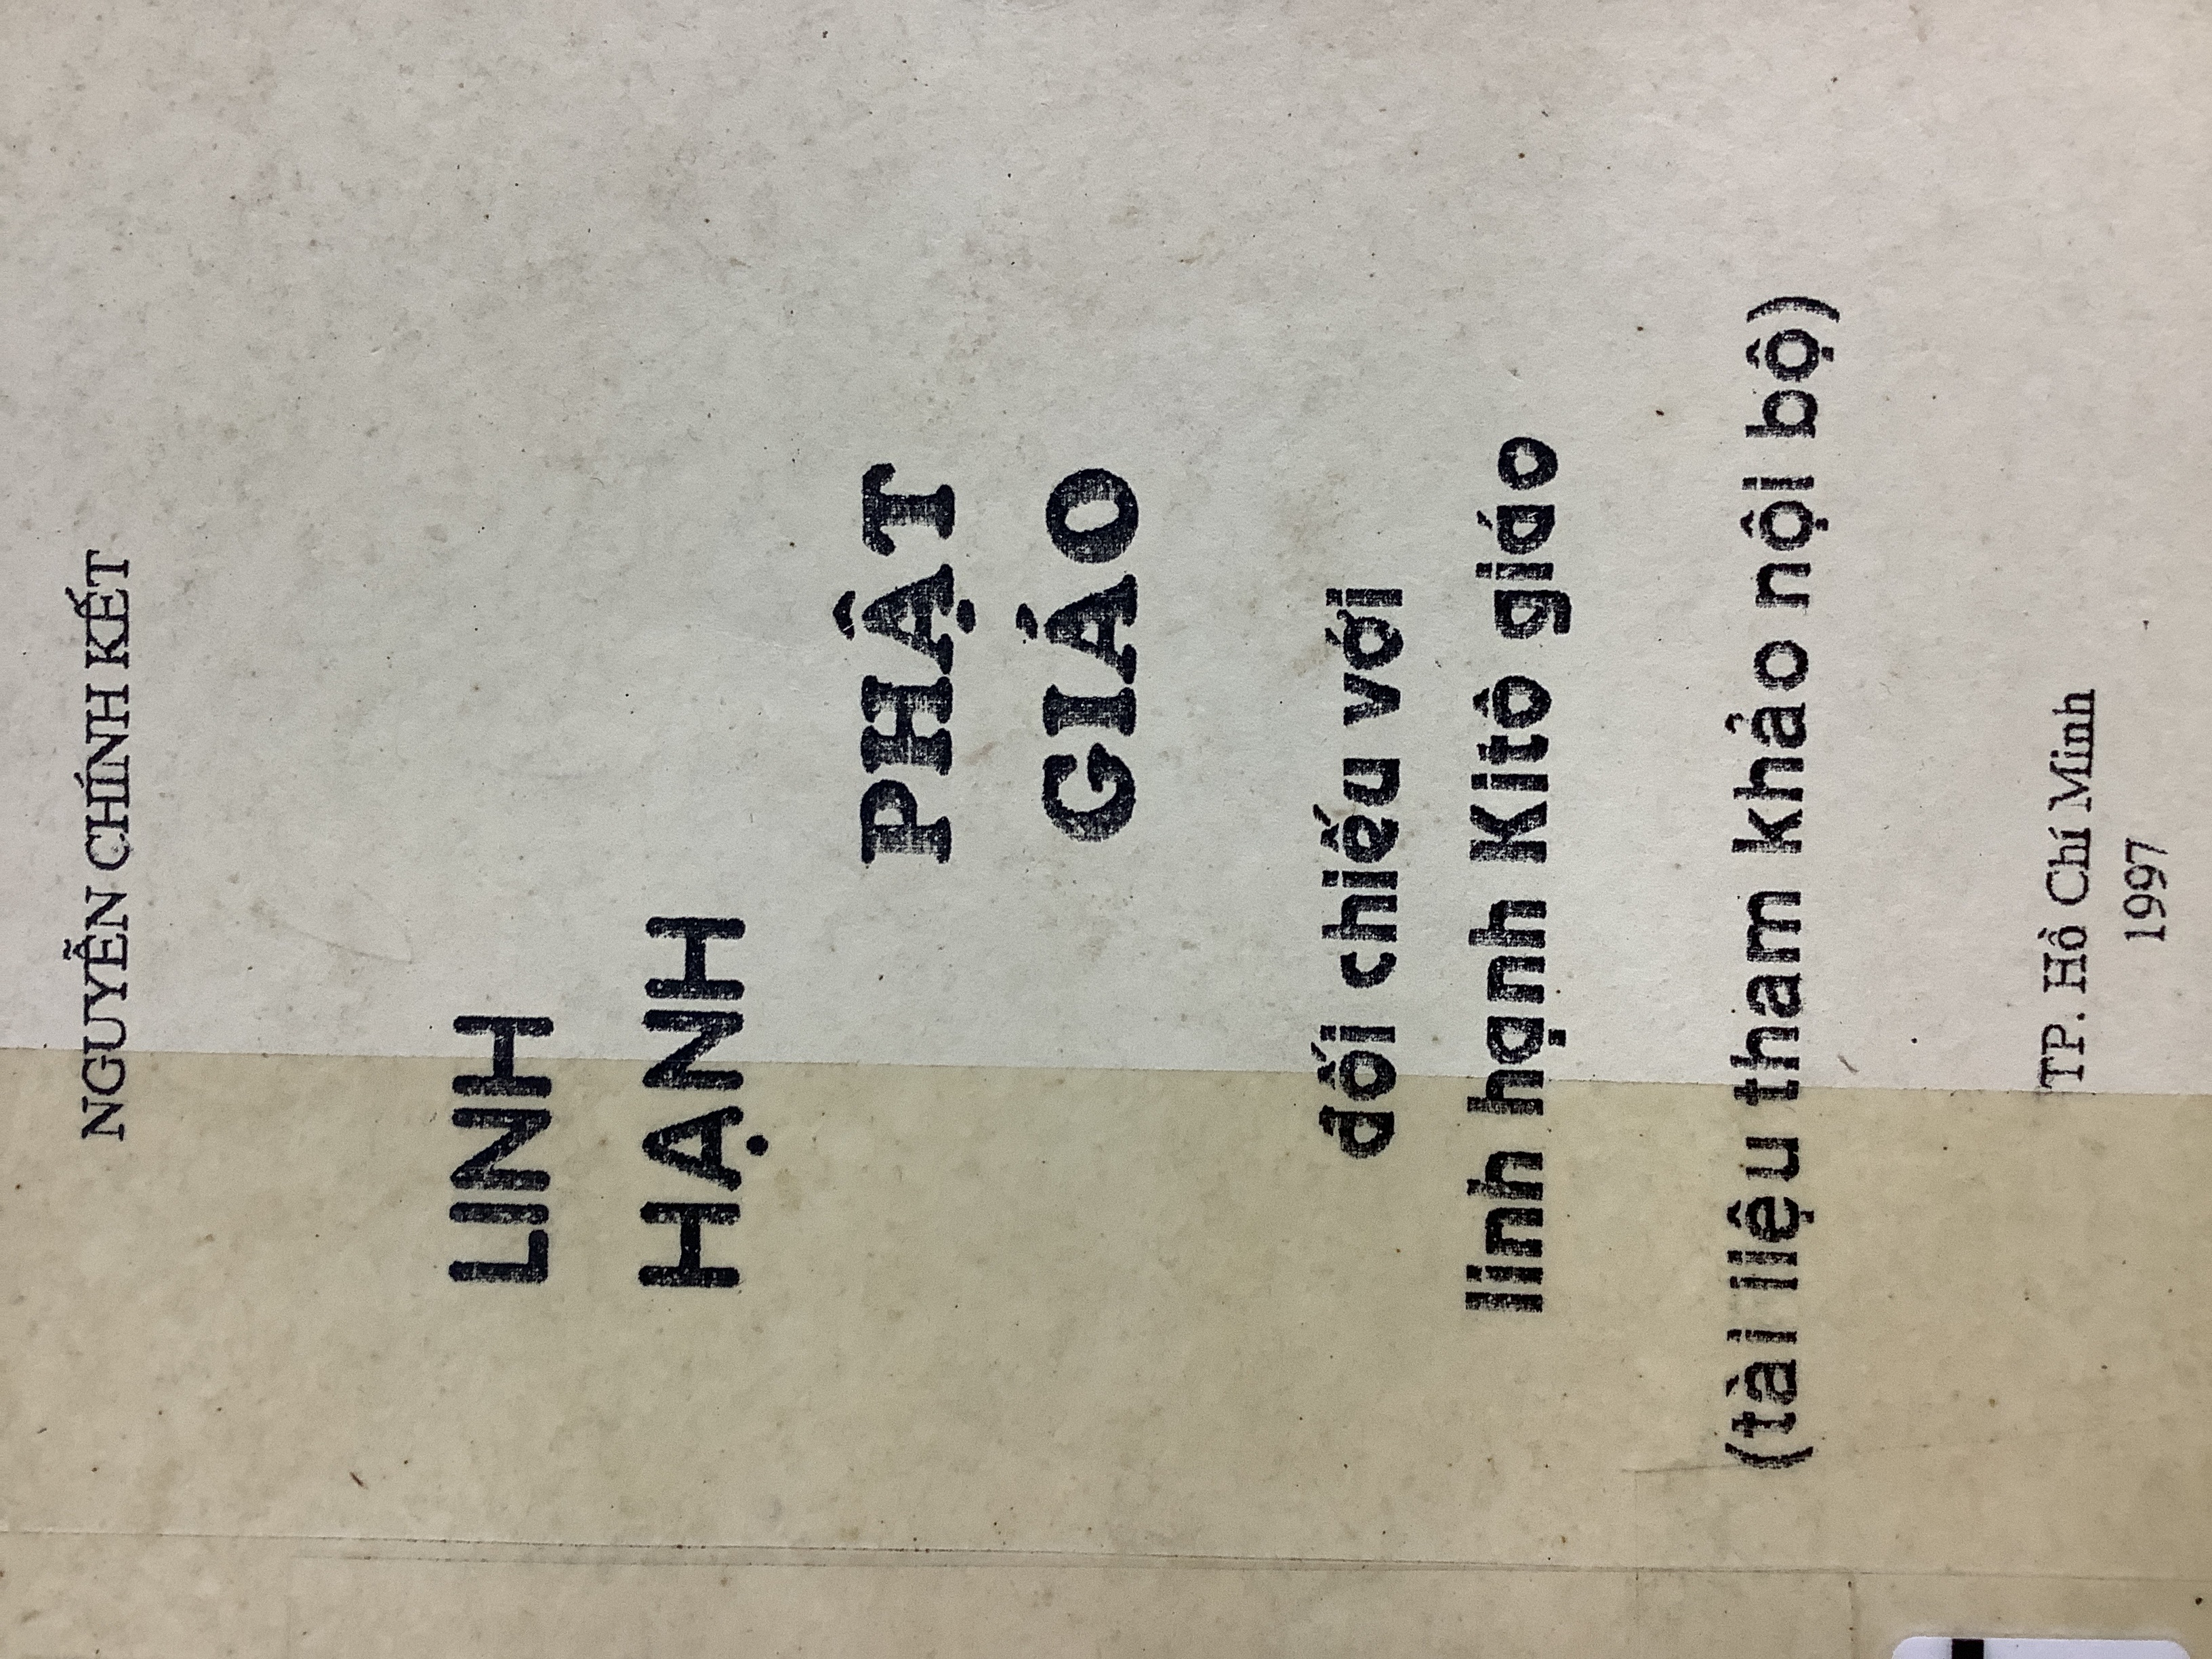 NGUYỄN CHÍNH KẾT
LINH
HẠNH
PHẬT
GIÁO
đối chiếu với
linh hạnh Kitô giáo
(tài liệu tham khảo nội bộ)
TP. Hồ Chí Minh
1997